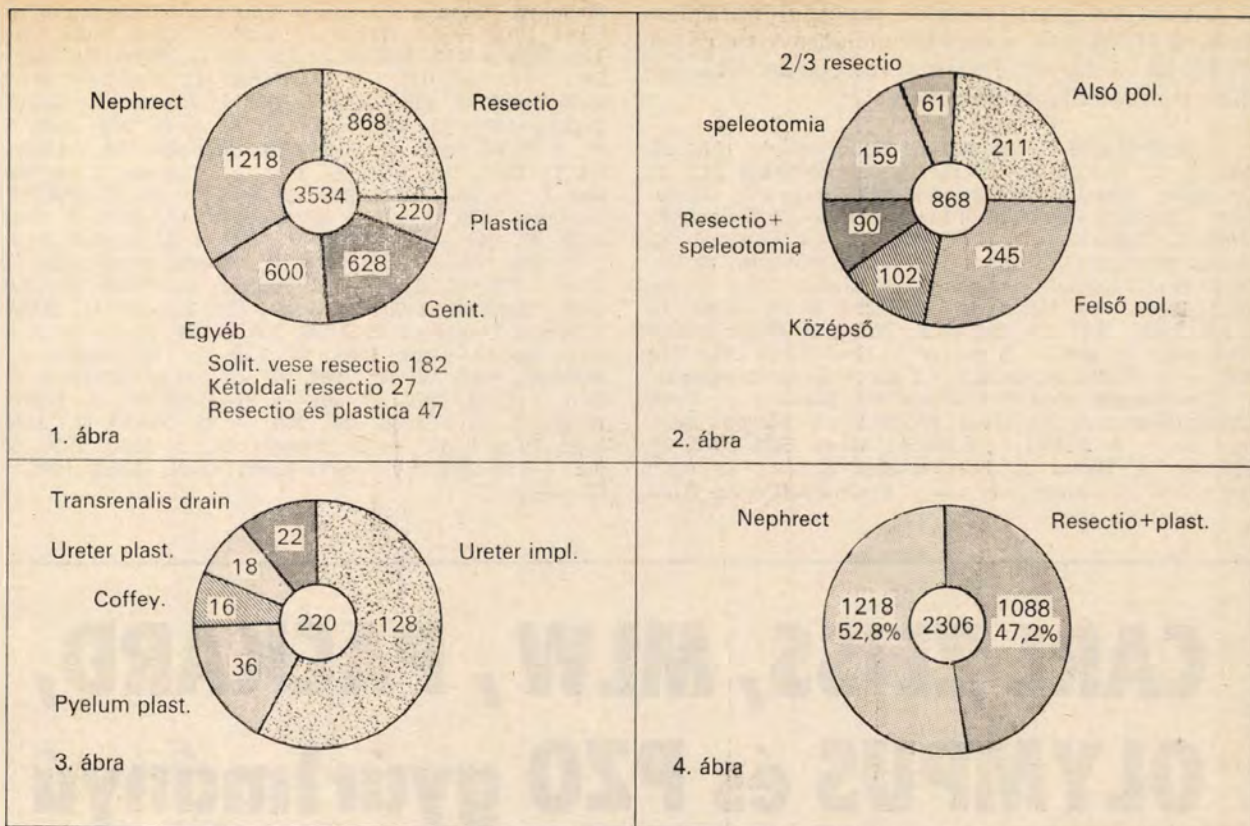 Nephrect
Resectio
868
1218
3534
220
Plastica
600
628
Genit.
Egyéb
Solit. vese resectio 182
Kétoldali resectio 27
Resectio és plastica 47
1. ábra
2/3 resectio
Alsó pol.
61
speleotomia
211
159
868
Resectio+
speleotomia
90
245
102
Felső pol.
Középső
2. ábra
Transrenalis drain
22
Ureter plast.
Ureter impl.
18
Coffey.
16
220
128
36
Pyelum plast.
3. ábra
Nephrect
Resectio+plast.
1218
52,8%
2306
1088
47,2%
4. ábra